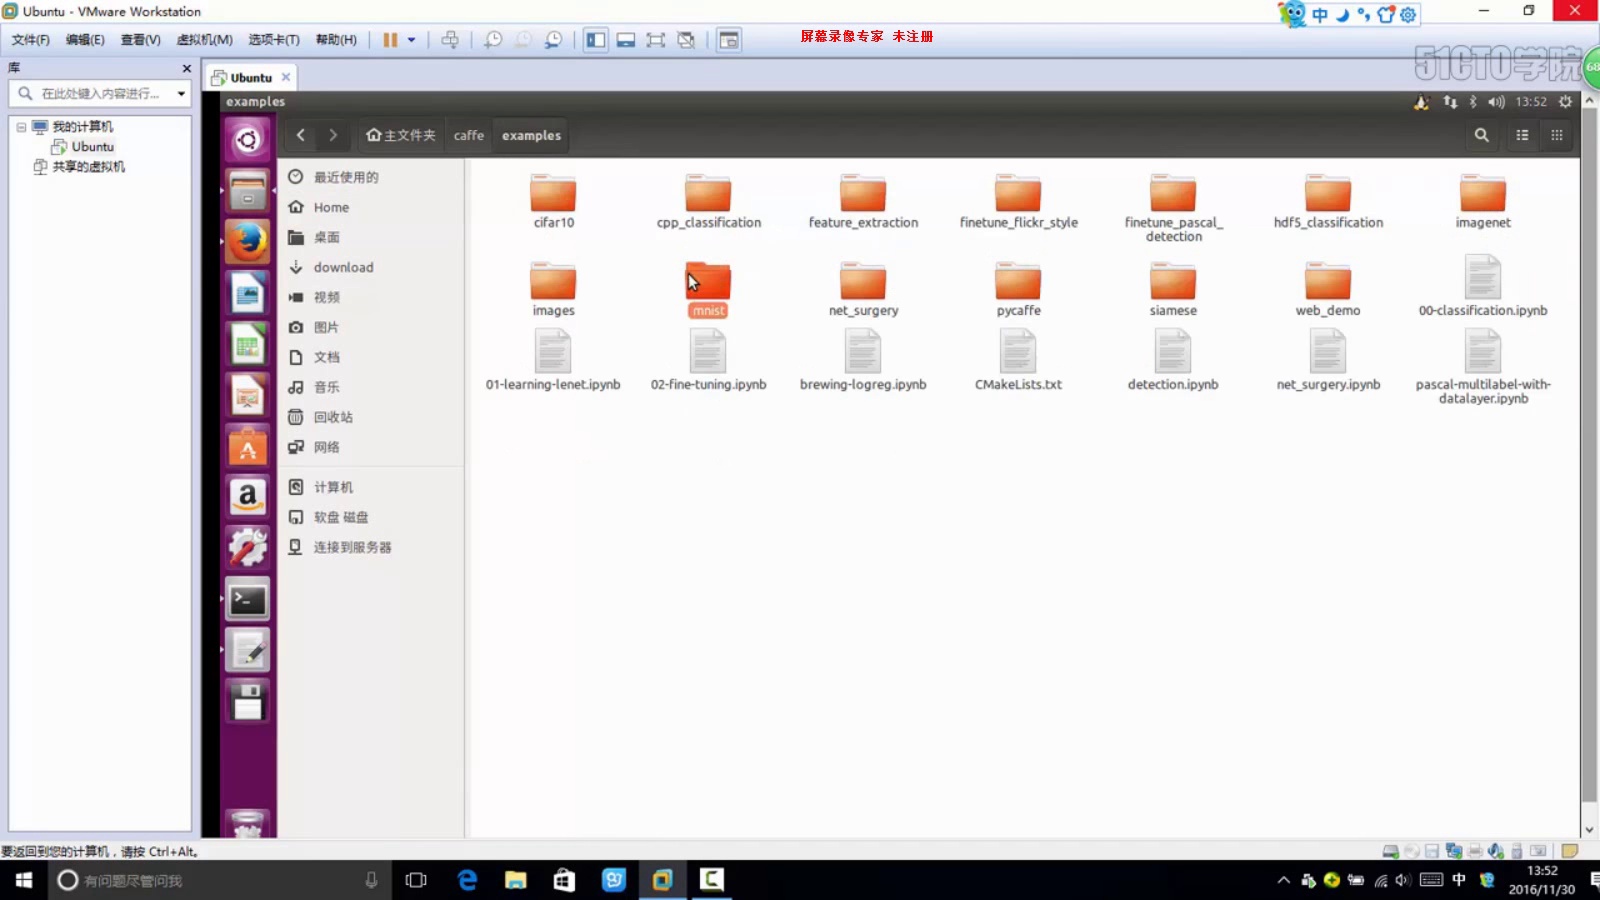 Ubuntu - VMware Workstation
中
文件(F) 编辑(E) 查看(V) 虚拟机(M) 选项卡(T) 帮助(H)
屏幕录像专家 未注册
51CTO学院
68
库
Ubuntu
在此处键入内容进行...
我的计算机
Ubuntu
共享的虚拟机
examples
13:52
主文件夹 caffe examples
最近使用的
Home
桌面
download
视频
图片
文档
音乐
回收站
网络
计算机
软盘 磁盘
连接到服务器
cifar10
cpp_classification
feature_extraction
finetune_flickr_style
finetune_pascal_
detection
hdf5_classification
imagenet
images
mnist
net_surgery
pycaffe
siamese
web_demo
00-classification.ipynb
01-learning-lenet.ipynb
02-fine-tuning.ipynb
brewing-logreg.ipynb
CMakeLists.txt
detection.ipynb
net_surgery.ipynb
pascal-multilabel-with-
datalayer.ipynb
要返回到您的计算机，请按 Ctrl+Alt。
有问题尽管问我
中
13:52
2016/11/30